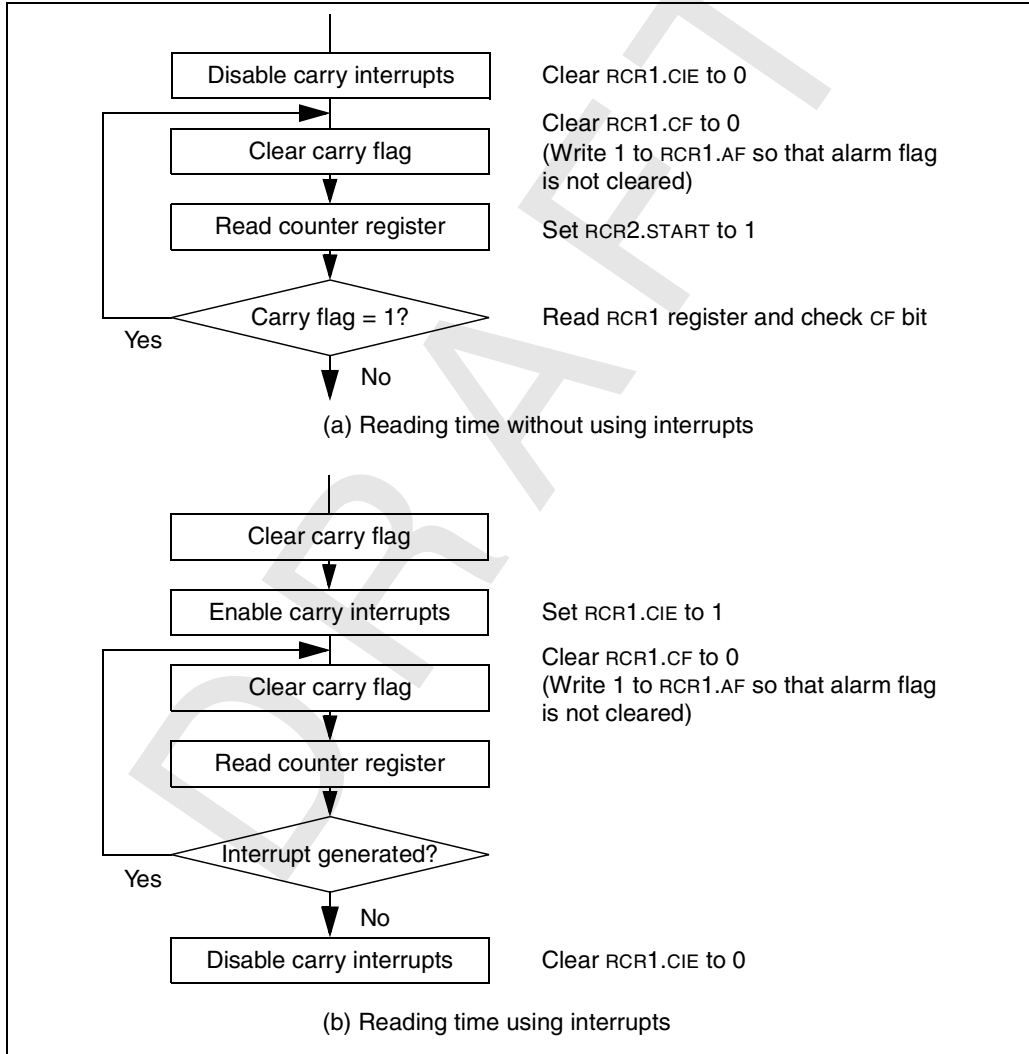 Disable carry interrupts
Clear RCR1.CIE to 0
Clear carry flag
Clear RCR1.CF to 0
(Write 1 to RCR1.AF so that alarm flag
is not cleared)
Read counter register
Set RCR2.START to 1
Carry flag = 1?
Read RCR1 register and check CF bit
Yes
No
(a) Reading time without using interrupts
Clear carry flag
Enable carry interrupts
Set RCR1.CIE to 1
Clear carry flag
Clear RCR1.CF to 0
(Write 1 to RCR1.AF so that alarm flag
is not cleared)
Read counter register
Interrupt generated?
Yes
No
Disable carry interrupts
Clear RCR1.CIE to 0
(b) Reading time using interrupts
DRAFT